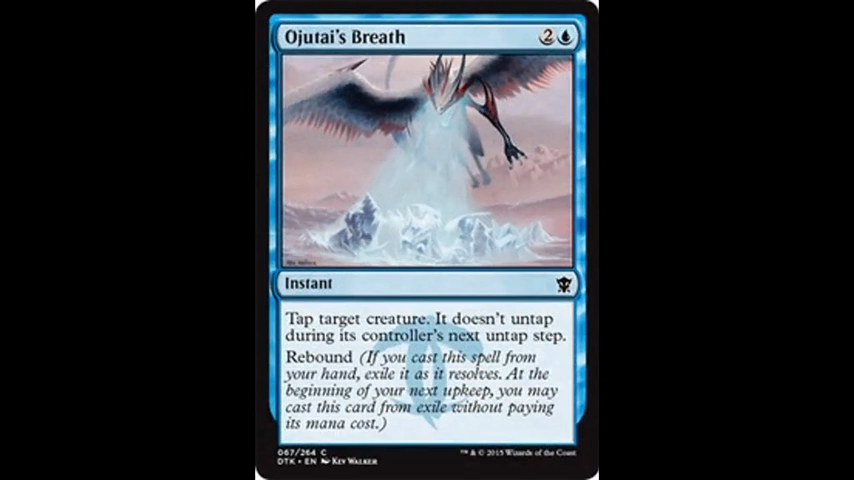 Ojutai's Breath 2
Instant
Tap target creature. It doesn't untap
during its controller's next untap step.
Rebound (If you cast this spell from
your hand, exile it as it resolves. At the
beginning of your next upkeep, you may
cast this card from exile without paying
its mana cost.)
067/264 C
DTK • EN Kev Walker
™ & © 2015 Wizards of the Coast